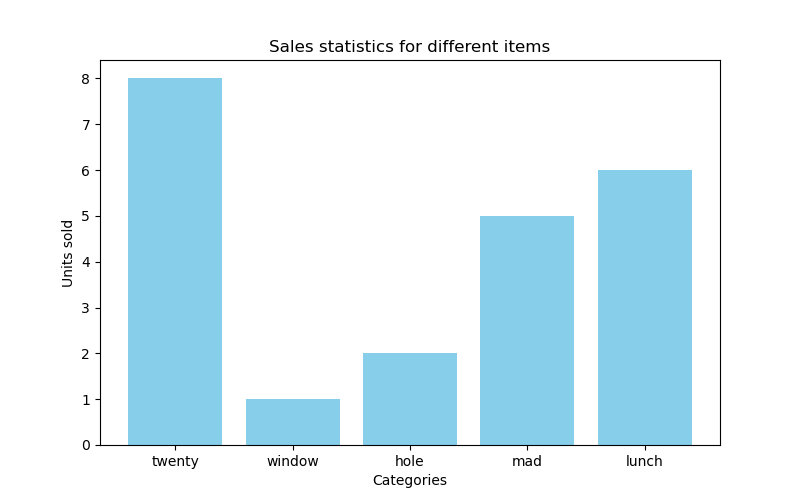 Sales statistics for different items
8
7
6
5
4
3
2
1
0
Units sold
twenty window hole mad lunch
Categories